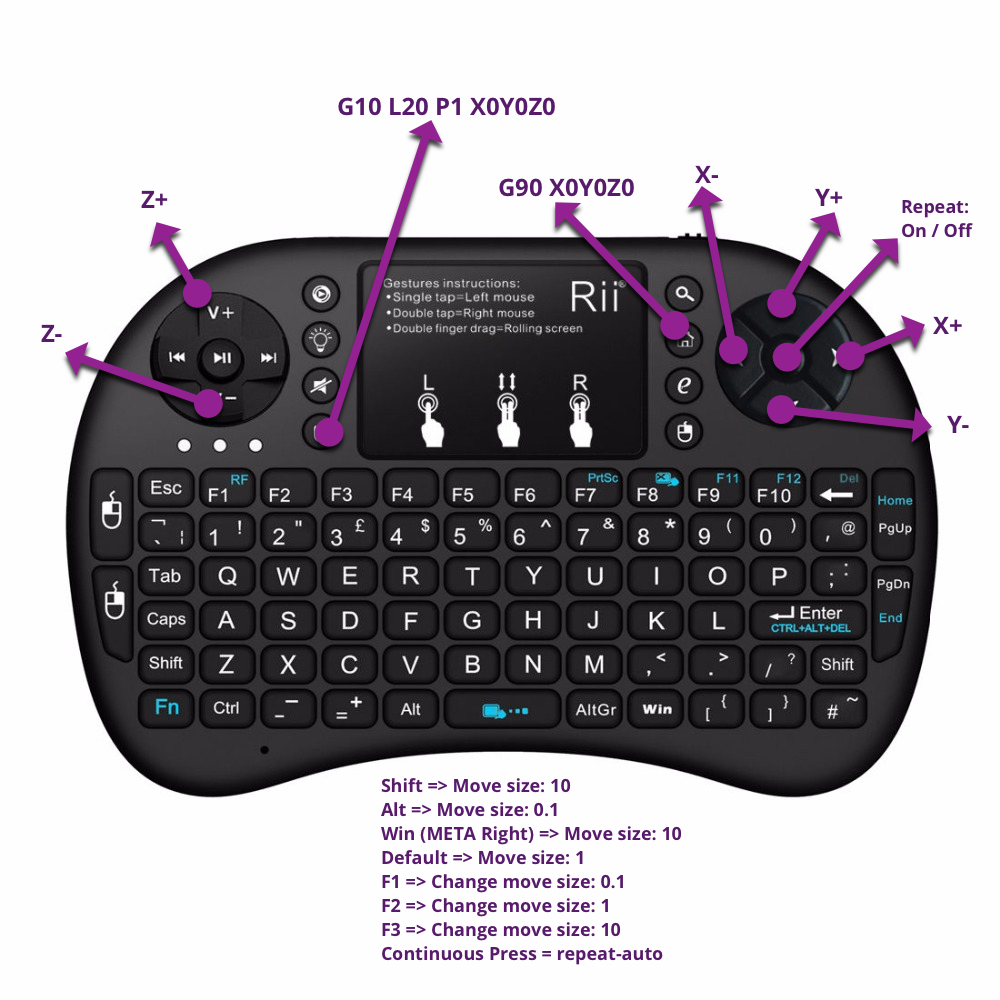 G10 L20 P1 X0Y0Z0
G90 X0Y0Z0
X-
Y+
Z+
Repeat:
On / Off
X+
Z-
Y-
V+
Gestures instructions:
•Single tap=Left mouse
•Double tap=Right mouse
•Double finger drag=Rolling screen
Rii®
L
R
e
Esc
RF
F1
F2
F3
F4
F5
F6
PrtSc
F7
F8
F11
F9
F12
F10
Del
Home
PgUp
¬ ` ¦
1 !
2 "
3 £
4 $
5 %
6 ^
7 &
8 *
9 (
0 )
, @
Tab
Q
W
E
R
T
Y
U
I
O
P
; :
PgDn
End
Caps
A
S
D
F
G
H
J
K
L
Enter
CTRL+ALT+DEL
Shift
Z
X
C
V
B
N
M
, <
. >
/ ?
Shift
Fn
Ctrl
_ –
= +
Alt
AltGr
Win
[ {
] }
# ~
Shift => Move size: 10
Alt => Move size: 0.1
Win (META Right) => Move size: 10
Default => Move size: 1
F1 => Change move size: 0.1
F2 => Change move size: 1
F3 => Change move size: 10
Continuous Press = repeat-auto